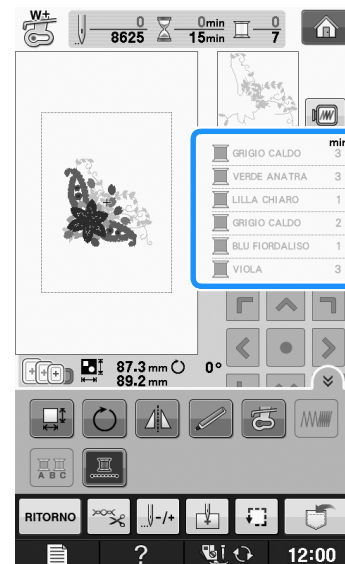 W+
0 0min 0
8625 15min 7
min
GRIGIO CALDO 3
VERDE ANATRA 3
LILLA CHIARO 1
GRIGIO CALDO 2
BLU FIORDALISO 1
VIOLA 3
87.3 mm 0°
89.2 mm
A B C
RITORNO -/+
? 12:00